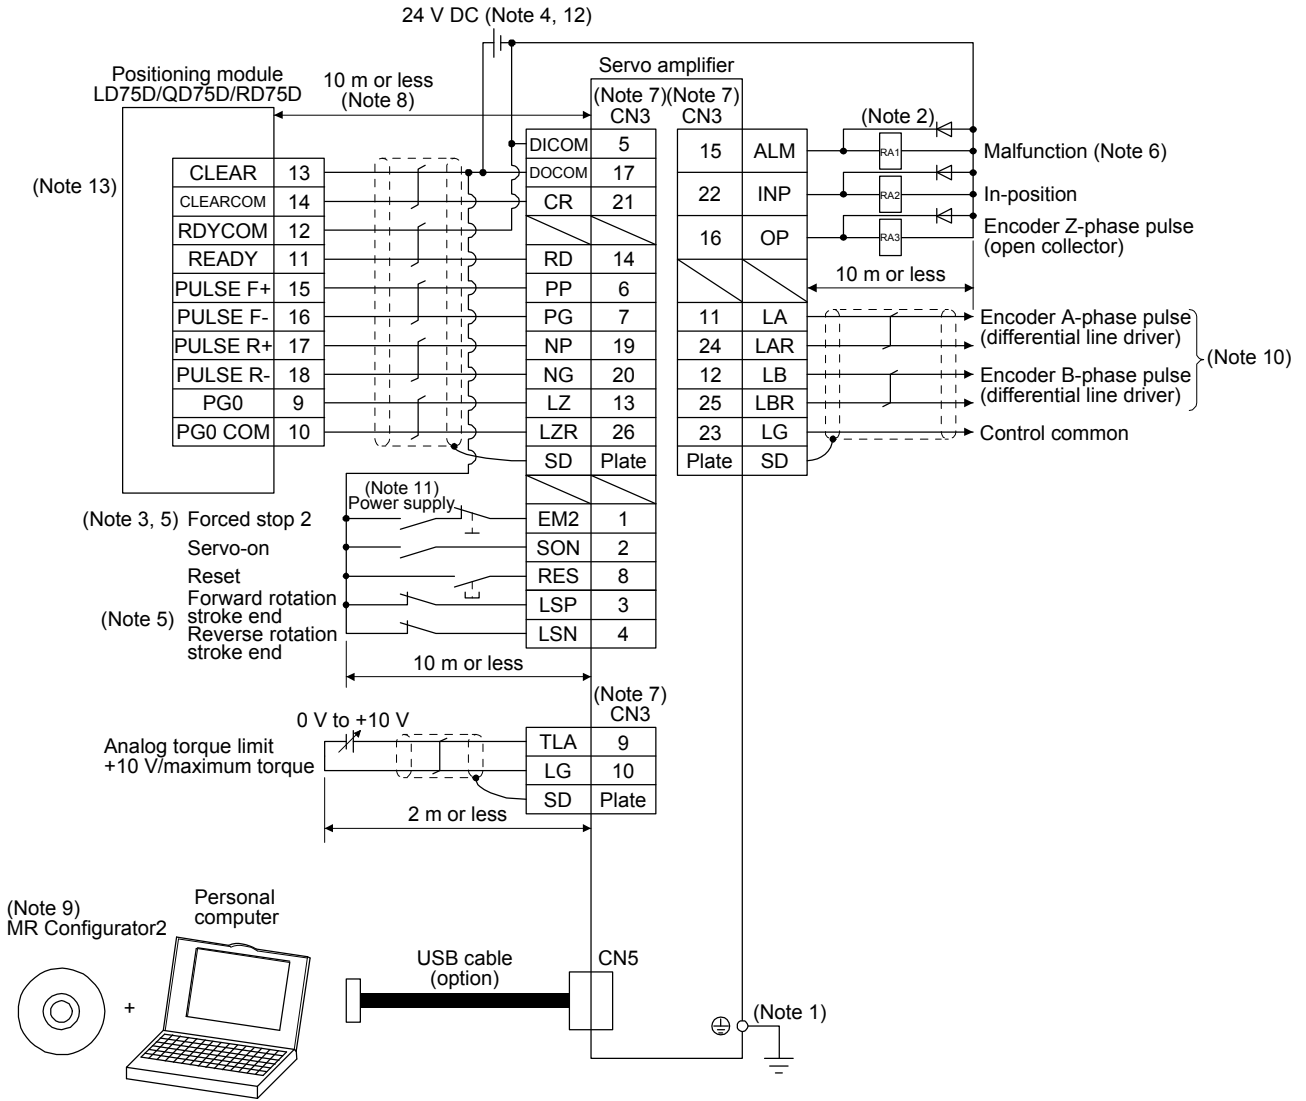 24 V DC (Note 4, 12)
Positioning module
LD75D/QD75D/RD75D
10 m or less
(Note 8)
Servo amplifier
(Note 7)
CN3
(Note 7)
CN3
(Note 13)
CLEAR 13
CLEARCOM 14
RDYCOM 12
READY 11
PULSE F+ 15
PULSE F- 16
PULSE R+ 17
PULSE R- 18
PG0 9
PG0 COM 10
DICOM 5
DOCOM 17
CR 21
RD 14
PP 6
PG 7
NP 19
NG 20
LZ 13
LZR 26
SD Plate
EM2 1
SON 2
RES 8
LSP 3
LSN 4
15 ALM
22 INP
16 OP
11 LA
24 LAR
12 LB
25 LBR
23 LG
Plate SD
(Note 2)
RA1
RA2
RA3
Malfunction (Note 6)
In-position
Encoder Z-phase pulse
(open collector)
10 m or less
Encoder A-phase pulse
(differential line driver)
Encoder B-phase pulse
(differential line driver)
(Note 10)
Control common
(Note 11)
Power supply
(Note 3, 5) Forced stop 2
Servo-on
Reset
(Note 5)
Forward rotation
stroke end
Reverse rotation
stroke end
10 m or less
(Note 7)
CN3
0 V to +10 V
Analog torque limit
+10 V/maximum torque
TLA 9
LG 10
SD Plate
2 m or less
(Note 9)
MR Configurator2
+
Personal
computer
USB cable
(option)
CN5
(Note 1)